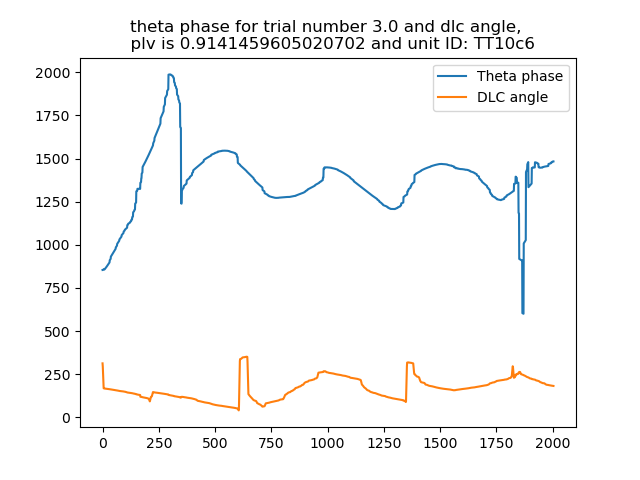 theta phase for trial number 3.0 and dlc angle,
plv is 0.9141459605020702 and unit ID: TT10c6
Theta phase
DLC angle
2000
1750
1500
1250
1000
750
500
250
0
0 250 500 750 1000 1250 1500 1750 2000